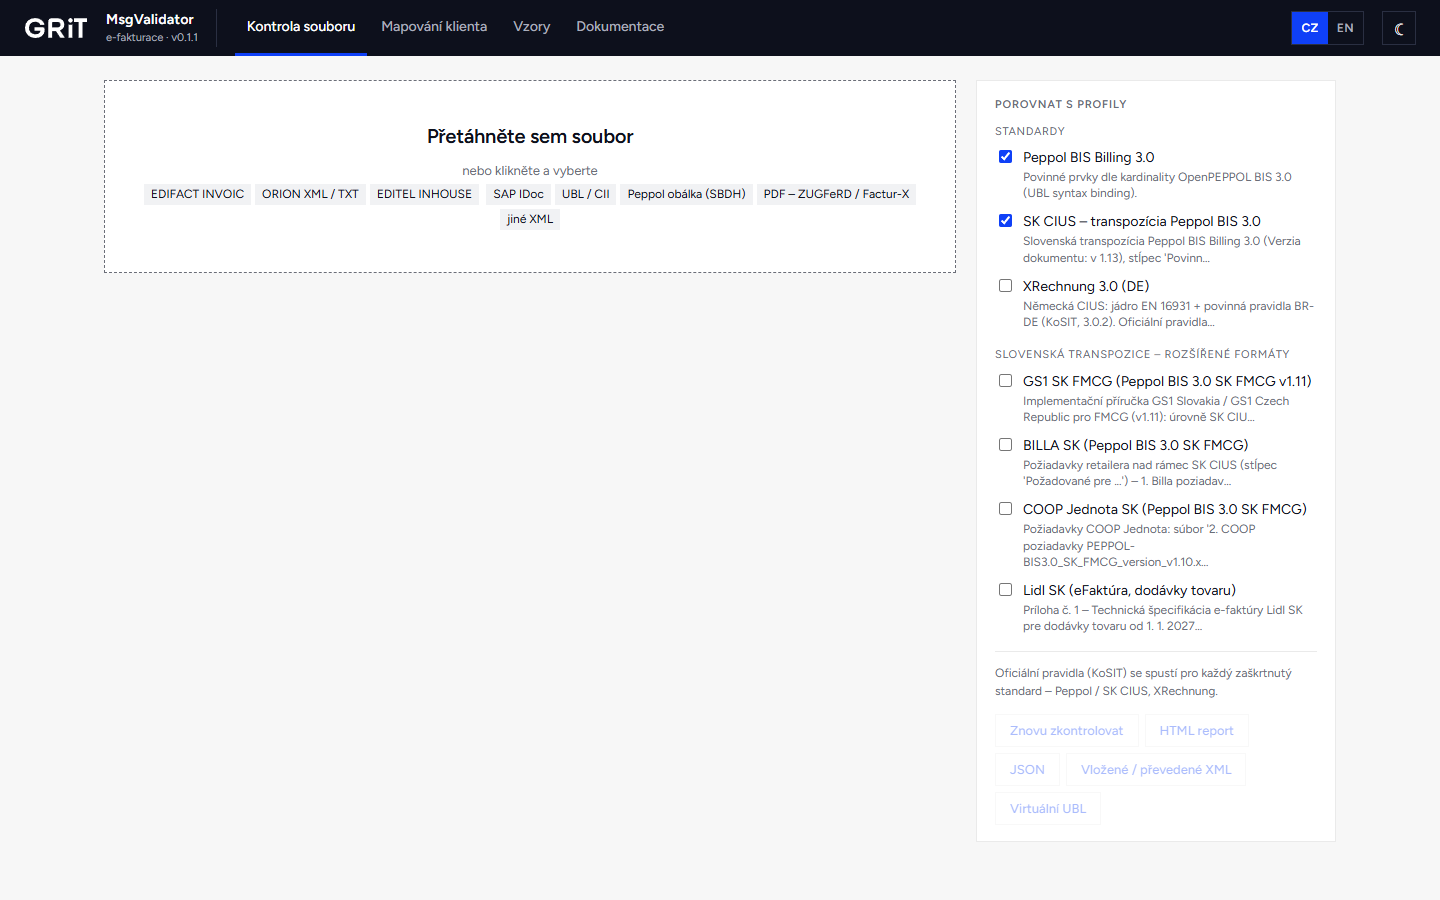 GRiT
MsgValidator
e-fakturace · v0.1.1
Kontrola souboru
Mapování klienta
Vzory
Dokumentace
CZ
EN
Přetáhněte sem soubor
nebo klikněte a vyberte
EDIFACT INVOIC
ORION XML / TXT
EDITEL INHOUSE
SAP IDoc
UBL / CII
Peppol obálka (SBDH)
PDF – ZUGFeRD / Factur-X
jiné XML
POROVNAT S PROFILY
STANDARDY
Peppol BIS Billing 3.0
Povinné prvky dle kardinality OpenPEPPOL BIS 3.0
(UBL syntax binding).
SK CIUS – transpozícia Peppol BIS 3.0
Slovenská transpozícia Peppol BIS Billing 3.0 (Verzia
dokumentu: v 1.13), stĺpec 'Povinn...
XRechnung 3.0 (DE)
Německá CIUS: jádro EN 16931 + povinná pravidla BR-
DE (KoSIT, 3.0.2). Oficiální pravidla...
SLOVENSKÁ TRANSPOZICE – ROZŠÍŘENÉ FORMÁTY
GS1 SK FMCG (Peppol BIS 3.0 SK FMCG v1.11)
Implementační příručka GS1 Slovakia / GS1 Czech
Republic pro FMCG (v1.11): úrovně SK CIU...
BILLA SK (Peppol BIS 3.0 SK FMCG)
Požiadavky retailera nad rámec SK CIUS (stĺpec
'Požadované pre ...') – 1. Billa poziadav...
COOP Jednota SK (Peppol BIS 3.0 SK FMCG)
Požiadavky COOP Jednota: súbor '2. COOP
poziadavky PEPPOL-
BIS3.0_SK_FMCG_version_v1.10.x...
Lidl SK (eFaktúra, dodávky tovaru)
Príloha č. 1 – Technická špecifikácia e-faktúry Lidl SK
pre dodávky tovaru od 1. 1. 2027...
Oficiální pravidla (KoSIT) se spustí pro každý zaškrtnutý
standard – Peppol / SK CIUS, XRechnung.
Znovu zkontrolovat
HTML report
JSON
Vložené / převedené XML
Virtuální UBL